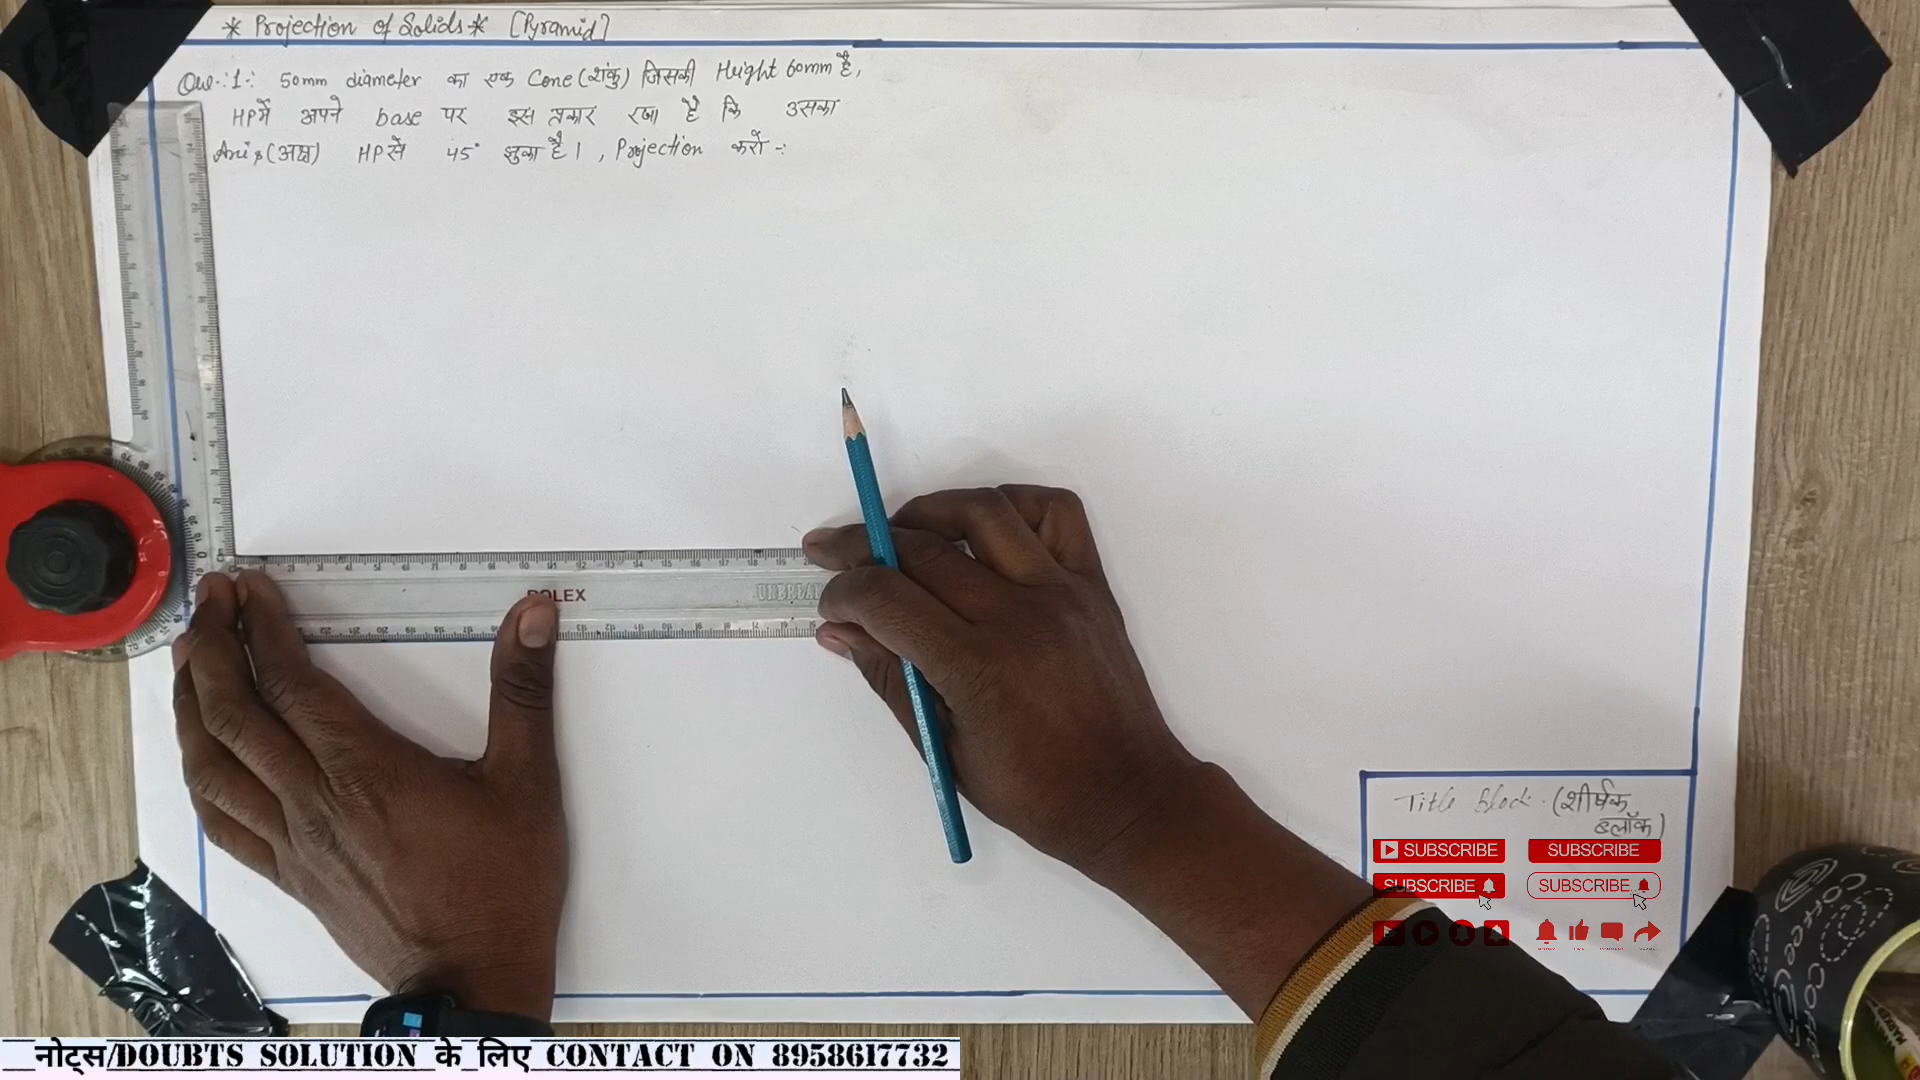 * Projection of Solids * [Pyramid]
Que.:1:- 50mm diameter का एक Cone (शंकु) जिसकी Height 60mm है,
HP में अपने base पर इस प्रकार रखा है कि उसका
Axis (अक्ष) HP से 45° झुका है। , Projection करो -:
ROLEX
UNBREAK
Title Block. (शीर्षक
ब्लॉक)
SUBSCRIBE SUBSCRIBE
SUBSCRIBE SUBSCRIBE
Coffee
नोट्स/DOUBTS SOLUTION के लिए CONTACT ON 8958617732